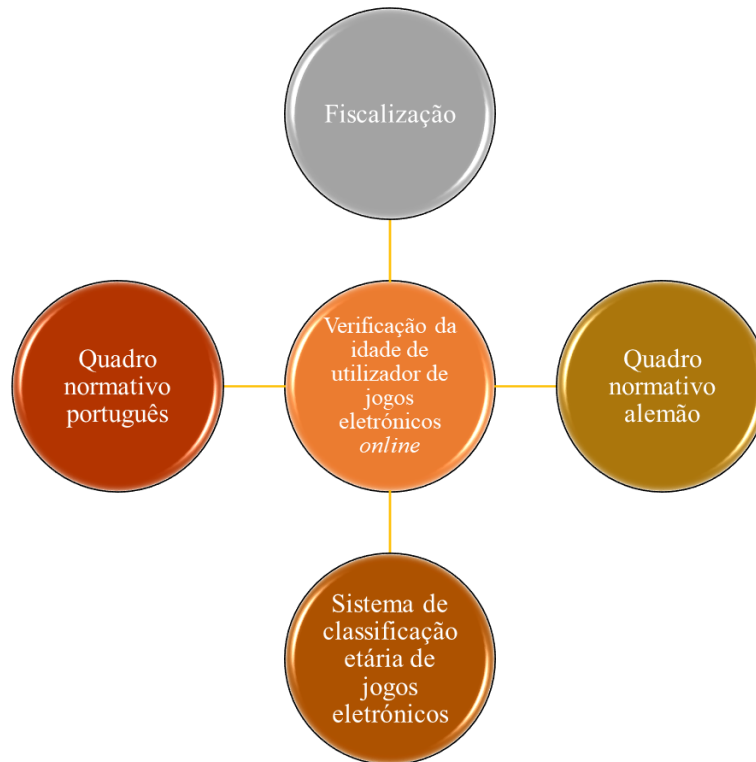 Fiscalização
Quadro
normativo
português
Verificação da
idade de
utilizador de
jogos
eletrónicos
online
Quadro
normativo
alemão
Sistema de
classificação
etária de
jogos
eletrónicos